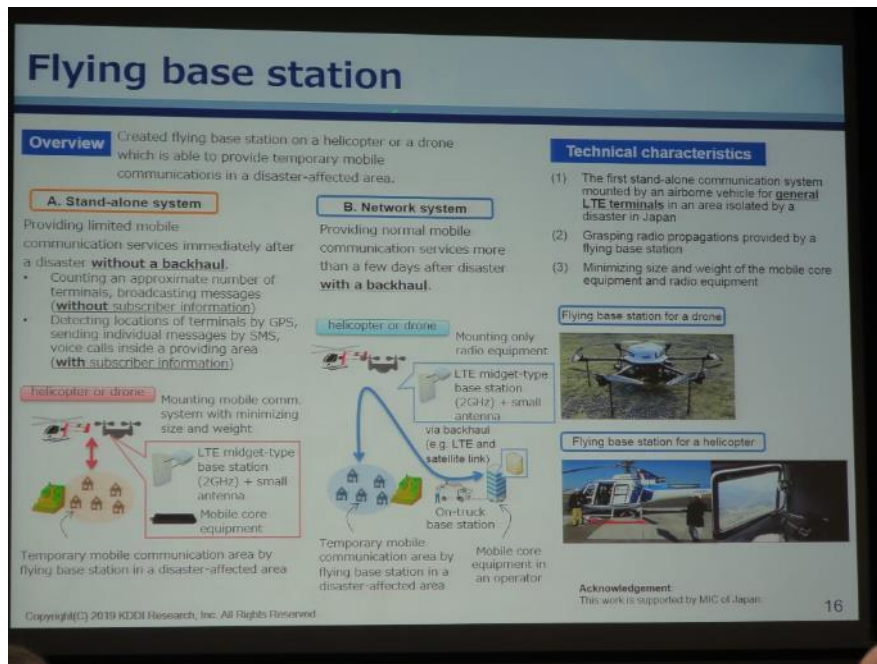 Flying base station
Overview
Created flying base station on a helicopter or a drone
which is able to provide temporary mobile
communications in a disaster-affected area.
A. Stand-alone system
Providing limited mobile
communication services immediately after
a disaster without a backhaul.
• Counting an approximate number of
terminals, broadcasting messages
(without subscriber information)
• Detecting locations of terminals by GPS,
sending individual messages by SMS,
voice calls inside a providing area
(with subscriber information)
helicopter or drone
Mounting mobile comm.
system with minimizing
size and weight
LTE midget-type
base station
(2GHz) + small
antenna
Mobile core
equipment
Temporary mobile communication area by
flying base station in a disaster-affected area
B. Network system
Providing normal mobile
communication services more
than a few days after disaster
with a backhaul.
helicopter or drone
Mounting only
radio equipment
LTE midget-type
base station
(2GHz) + small
antenna
via backhaul
(e.g. LTE and
satellite link)
On-truck
base station
Temporary mobile
communication area by
flying base station in a
disaster-affected area
Mobile core
equipment in
an operator
Technical characteristics
(1) The first stand-alone communication system
mounted by an airborne vehicle for general
LTE terminals in an area isolated by a
disaster in Japan
(2) Grasping radio propagations provided by a
flying base station
(3) Minimizing size and weight of the mobile core
equipment and radio equipment
Flying base station for a drone
Flying base station for a helicopter
Acknowledgement:
This work is supported by MIC of Japan.
Copyright(C) 2019 KDDI Research, Inc. All Rights Reserved
16